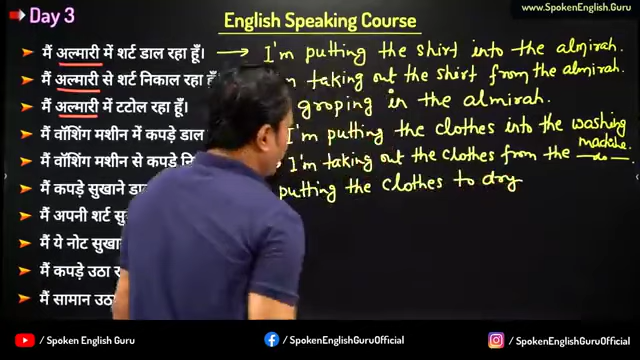 Day 3
English Speaking Course
www.SpokenEnglish.Guru
मैं अल्मारी में शर्ट डाल रहा हूँ। → I'm putting the shirt into the almirah.
मैं अल्मारी से शर्ट निकाल रहा हूँ taking out the shirt from the almirah.
मैं अल्मारी में टटोल रहा हूँ। groping in the almirah.
मैं वॉशिंग मशीन में कपड़े डाल I'm putting the clothes into the washing
machine.
मैं वॉशिंग मशीन से कपड़े I'm taking out the clothes from the —do—
मैं कपड़े सुखाने putting the clothes to dry
मैं अपनी शर्ट
मैं ये नोट
मैं कपड़े उठा
मैं सामान
/ Spoken English Guru
/ SpokenEnglishGuruOfficial
/ SpokenEnglishGuruOfficial